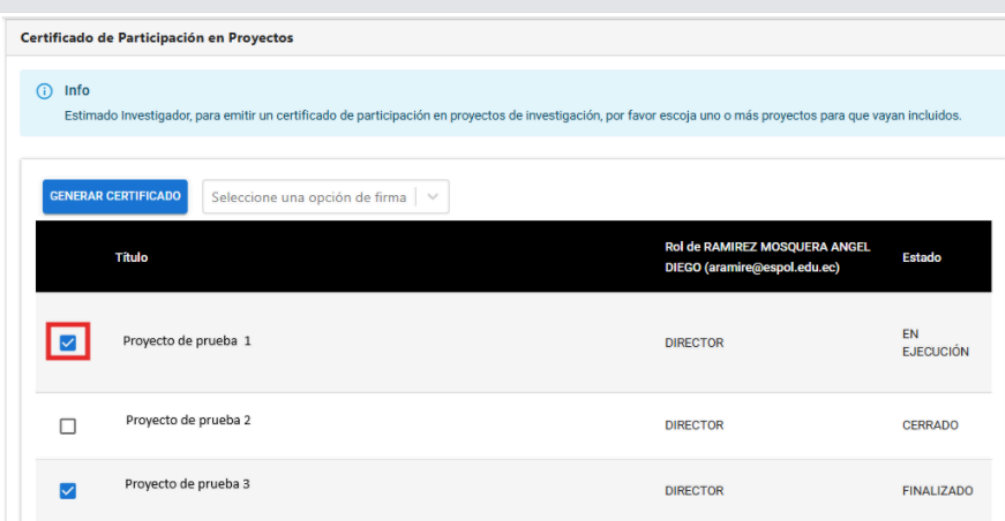 Certificado de Participación en Proyectos
Info
Estimado Investigador, para emitir un certificado de participación en proyectos de investigación, por favor escoja uno o más proyectos para que vayan incluidos.
GENERAR CERTIFICADO
Seleccione una opción de firma
Título
Rol de RAMIREZ MOSQUERA ANGEL
DIEGO (aramire@espol.edu.ec)
Estado
Proyecto de prueba 1
DIRECTOR
EN
EJECUCIÓN
Proyecto de prueba 2
DIRECTOR
CERRADO
Proyecto de prueba 3
DIRECTOR
FINALIZADO